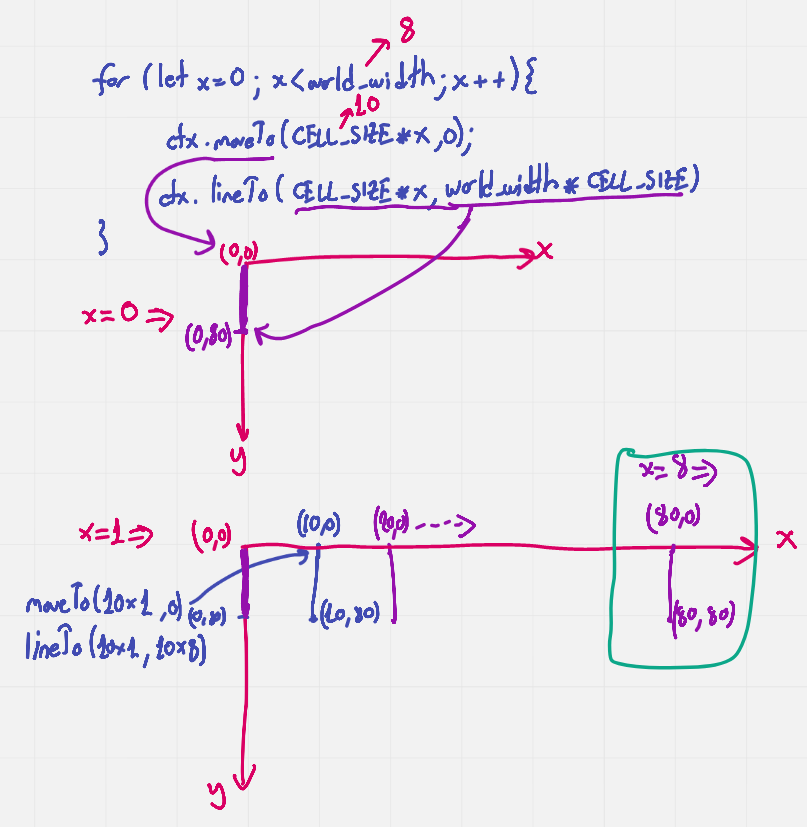 8
for (let x=0; x<world_width; x++){
10
ctx.moveTo(CELL_SIZE*x,0);
ctx.lineTo(CELL_SIZE*x, world_width*CELL_SIZE)
}
(0,0)
x
x=0 =>
(0,80)
y
x=8=>
(80,0)
x=1=>
(0,0)
(10,0)
(20,0)
x
moveTo(10×1,0)
(0,80)
(10,80)
(80,80)
lineTo(10×1,10×8)
y